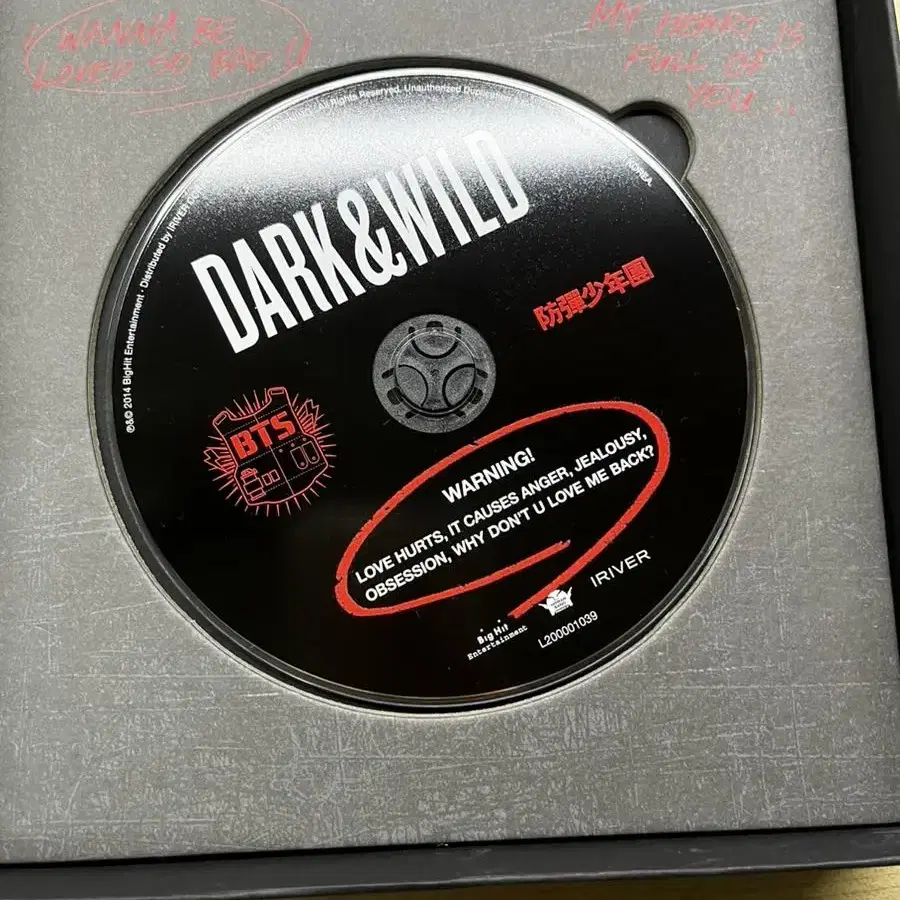 I WANNA BE
LOVED SO BAD!!
MY HEART IS
FULL OF
YOU...
All Rights Reserved. Unauthorized Duplication
KOREA.
℗&© 2014 BigHit Entertainment · Distributed by IRIVER
DARK&WILD
防彈少年團
BTS
WARNING!
LOVE HURTS, IT CAUSES ANGER, JEALOUSY,
OBSESSION, WHY DON'T U LOVE ME BACK?
Big Hit
Entertainment
IRIVER
L200001039